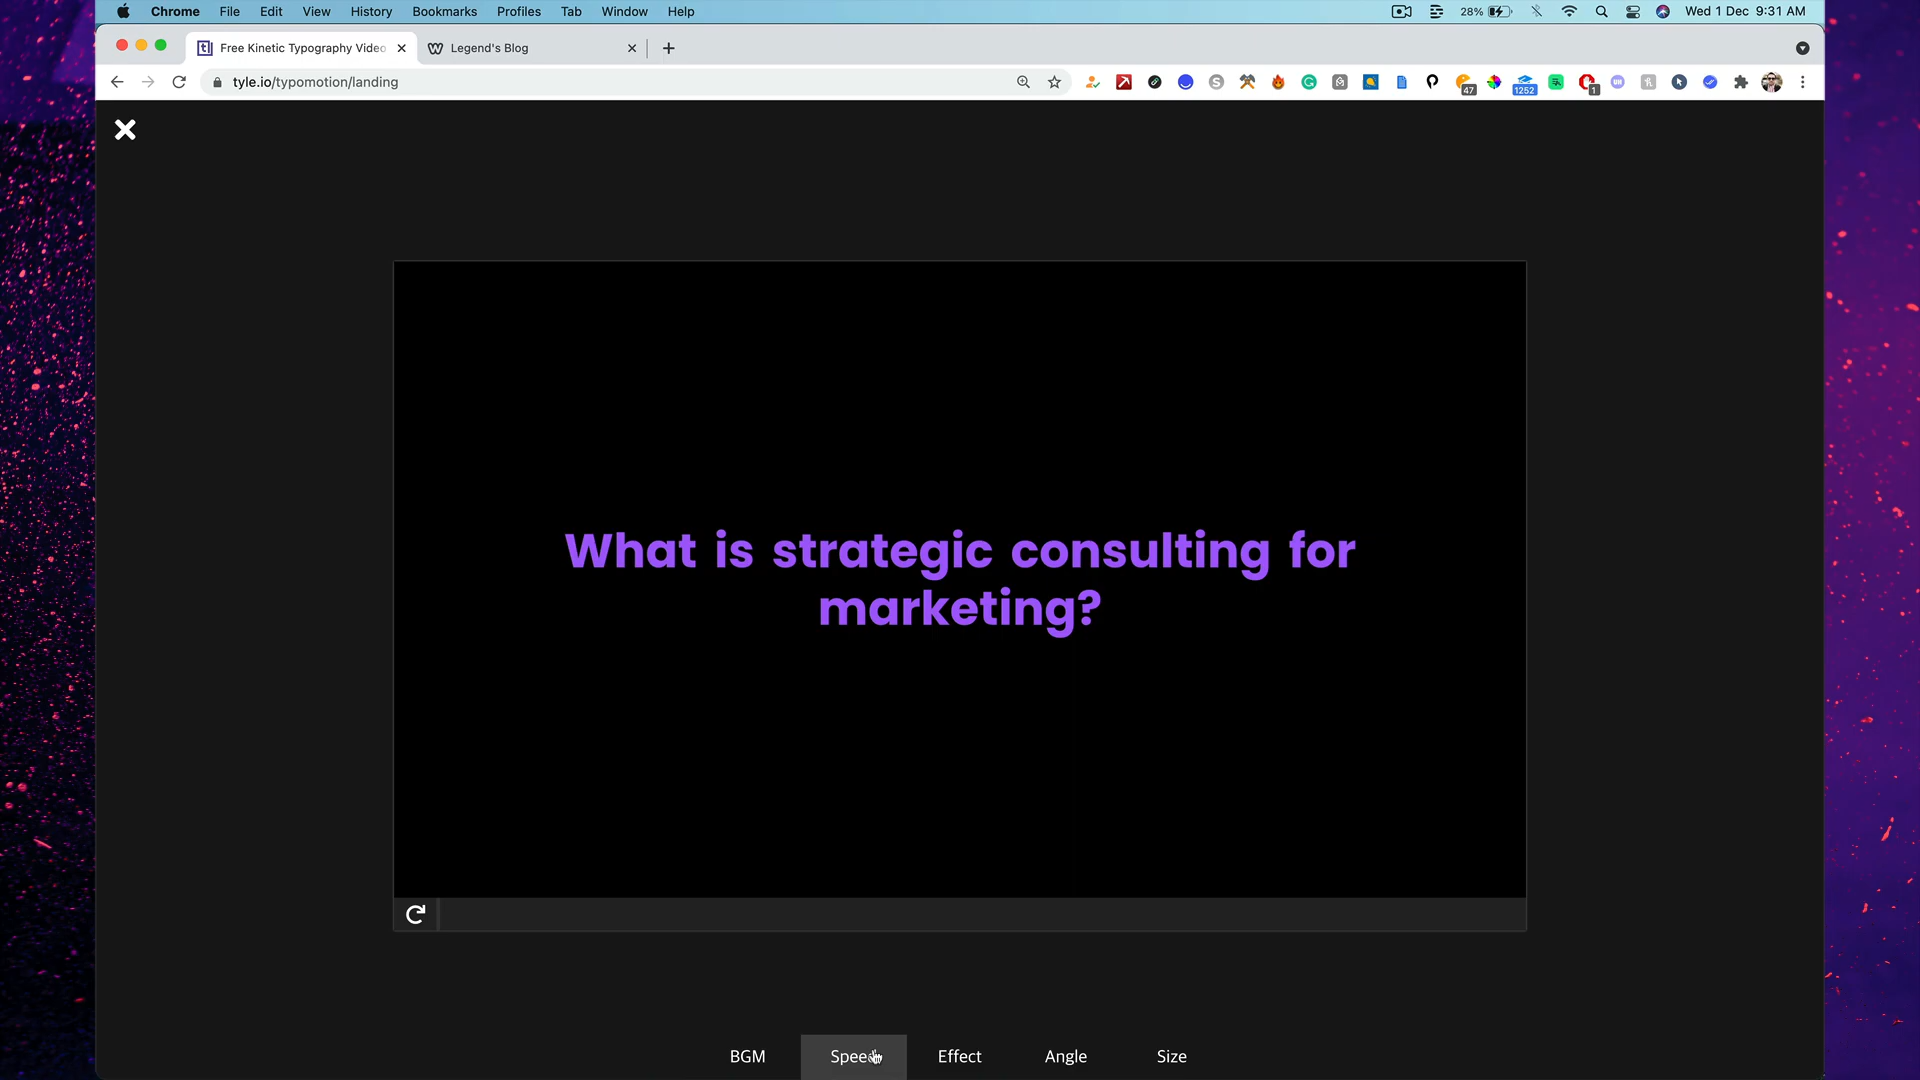 Chrome File Edit View History Bookmarks Profiles Tab Window Help 28% Wed 1 Dec 9:31 AM
Free Kinetic Typography Video Legend's Blog
tyle.io/typomotion/landing 47 1252 1
What is strategic consulting for
marketing?
BGM Speed Effect Angle Size